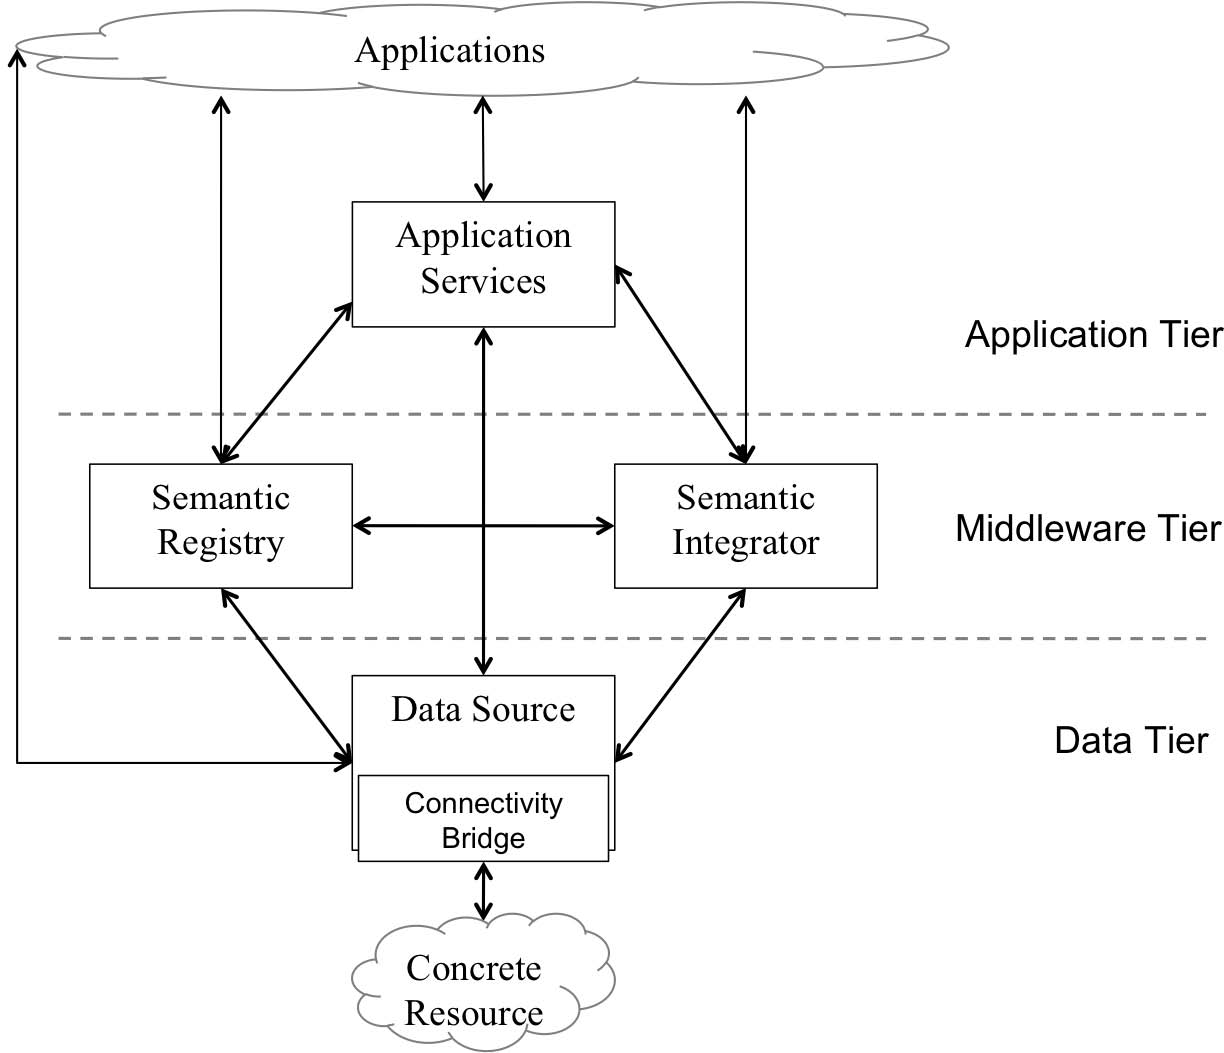 Applications
Application
Services
Application Tier
Semantic
Registry
Semantic
Integrator
Middleware Tier
Data Source
Data Tier
Connectivity
Bridge
Concrete
Resource